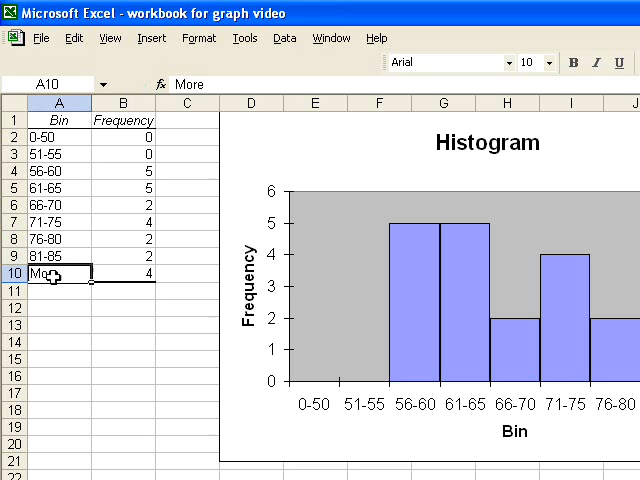 Microsoft Excel - workbook for graph video
File Edit View Insert Format Tools Data Window Help
Arial 10 B I U
A10 fx More
A B C D E F G H I J
1 Bin Frequency
2 0-50 0
3 51-55 0
4 56-60 5
5 61-65 5
6 66-70 2
7 71-75 4
8 76-80 2
9 81-85 2
10 4
11
12
13
14
15
16
17
18
19
20
21
22
Histogram
Frequency
6
5
4
3
2
1
0
0-50 51-55 56-60 61-65 66-70 71-75 76-80
Bin